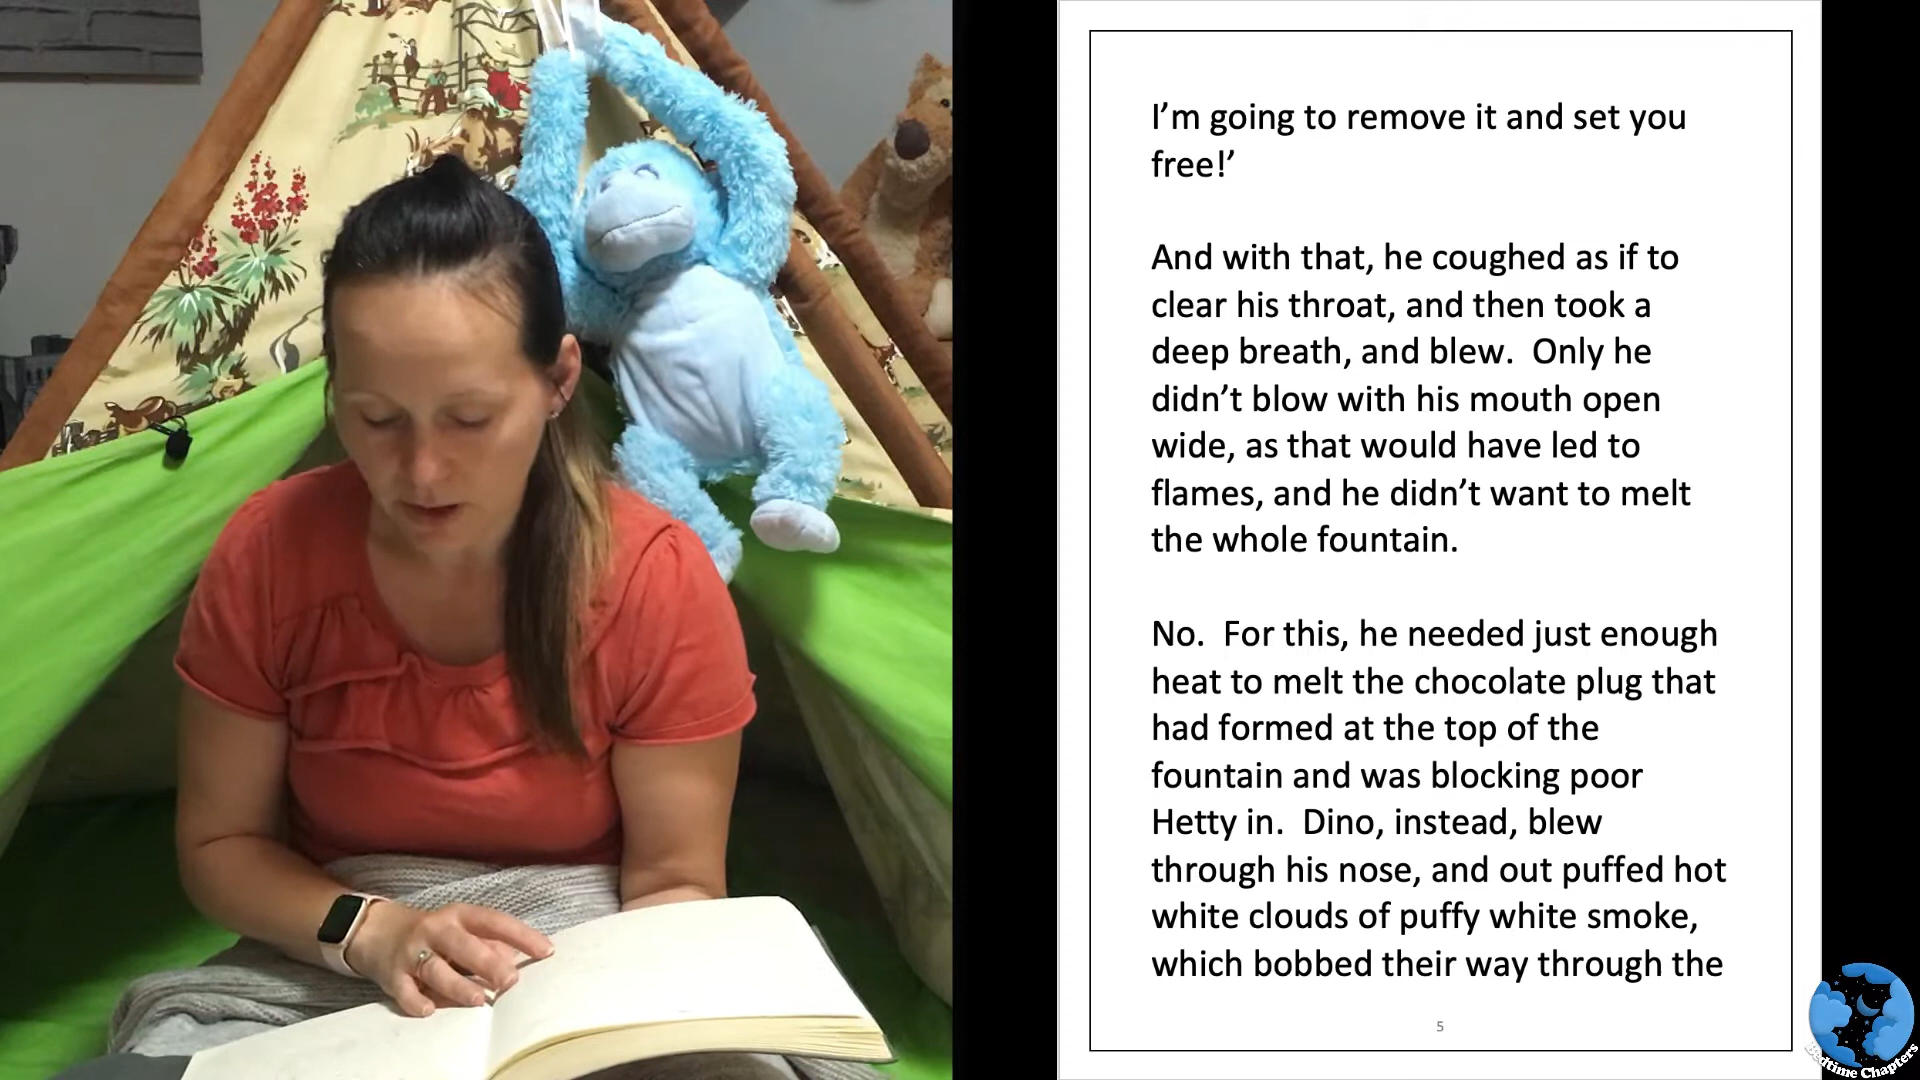 I’m going to remove it and set you
free!’
And with that, he coughed as if to
clear his throat, and then took a
deep breath, and blew.  Only he
didn’t blow with his mouth open
wide, as that would have led to
flames, and he didn’t want to melt
the whole fountain.
No.  For this, he needed just enough
heat to melt the chocolate plug that
had formed at the top of the
fountain and was blocking poor
Hetty in.  Dino, instead, blew
through his nose, and out puffed hot
white clouds of puffy white smoke,
which bobbed their way through the
5
Bedtime Chapters